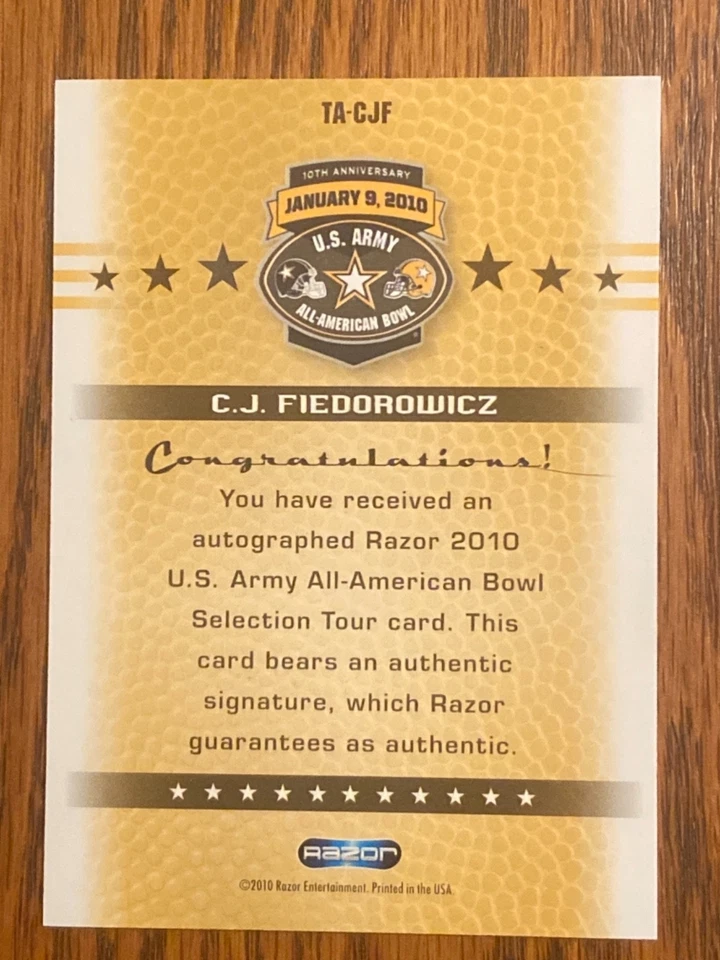 TA-CJF
10TH ANNIVERSARY
JANUARY 9, 2010
U.S. ARMY
ALL-AMERICAN BOWL
C.J. FIEDOROWICZ
Congratulations!
You have received an
autographed Razor 2010
U.S. Army All-American Bowl
Selection Tour card. This
card bears an authentic
signature, which Razor
guarantees as authentic.
Razor
©2010 Razor Entertainment. Printed in the USA